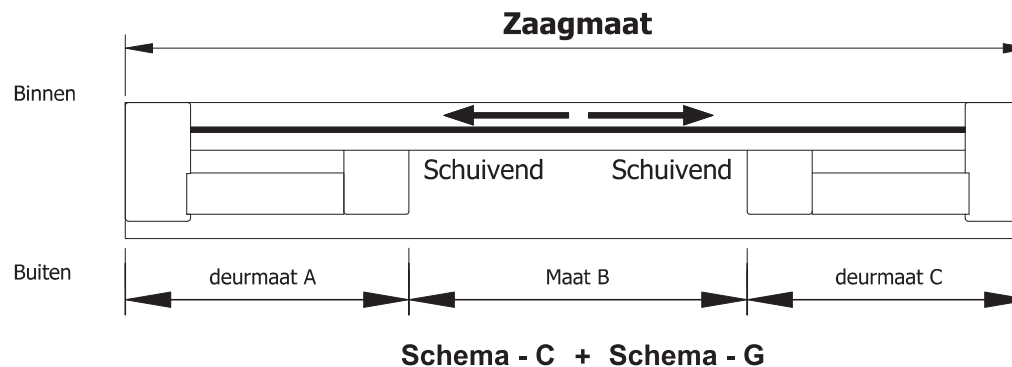 Zaagmaat
Binnen
Schuivend Schuivend
Buiten
deurmaat A Maat B deurmaat C
Schema - C + Schema - G